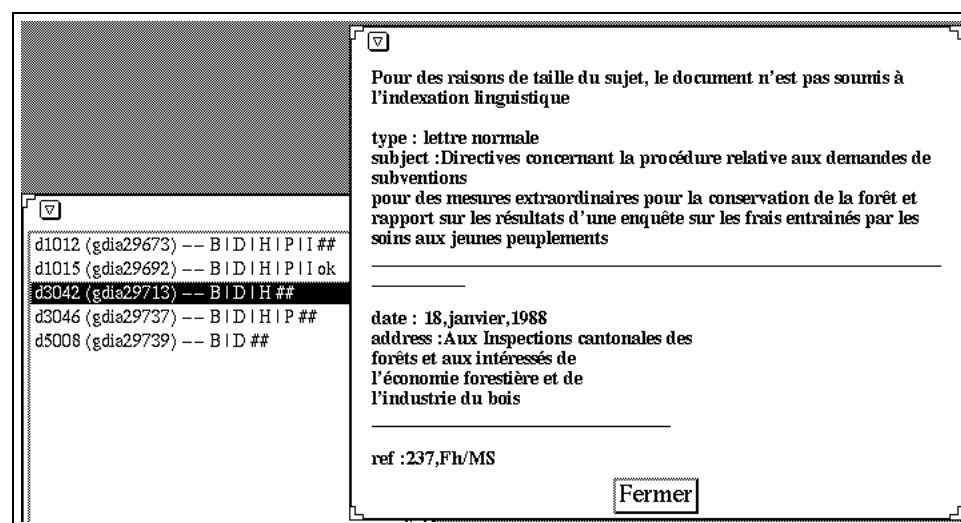 Pour des raisons de taille du sujet, le document n'est pas soumis à
l'indexation linguistique
type : lettre normale
subject :Directives concernant la procédure relative aux demandes de
subventions
pour des mesures extraordinaires pour la conservation de la forêt et
rapport sur les résultats d'une enquête sur les frais entrainés par les
soins aux jeunes peuplements
date : 18,janvier,1988
address :Aux Inspections cantonales des
forêts et aux intéressés de
l'économie forestière et de
l'industrie du bois
ref :237,Fh/MS
Fermer
d1012 (gdia29673) -- B|D|H|P|I ##
d1015 (gdia29692) -- B|D|H|P|I ok
d3042 (gdia29713) -- B|D|H ##
d3046 (gdia29737) -- B|D|H|P ##
d5008 (gdia29739) -- B|D ##